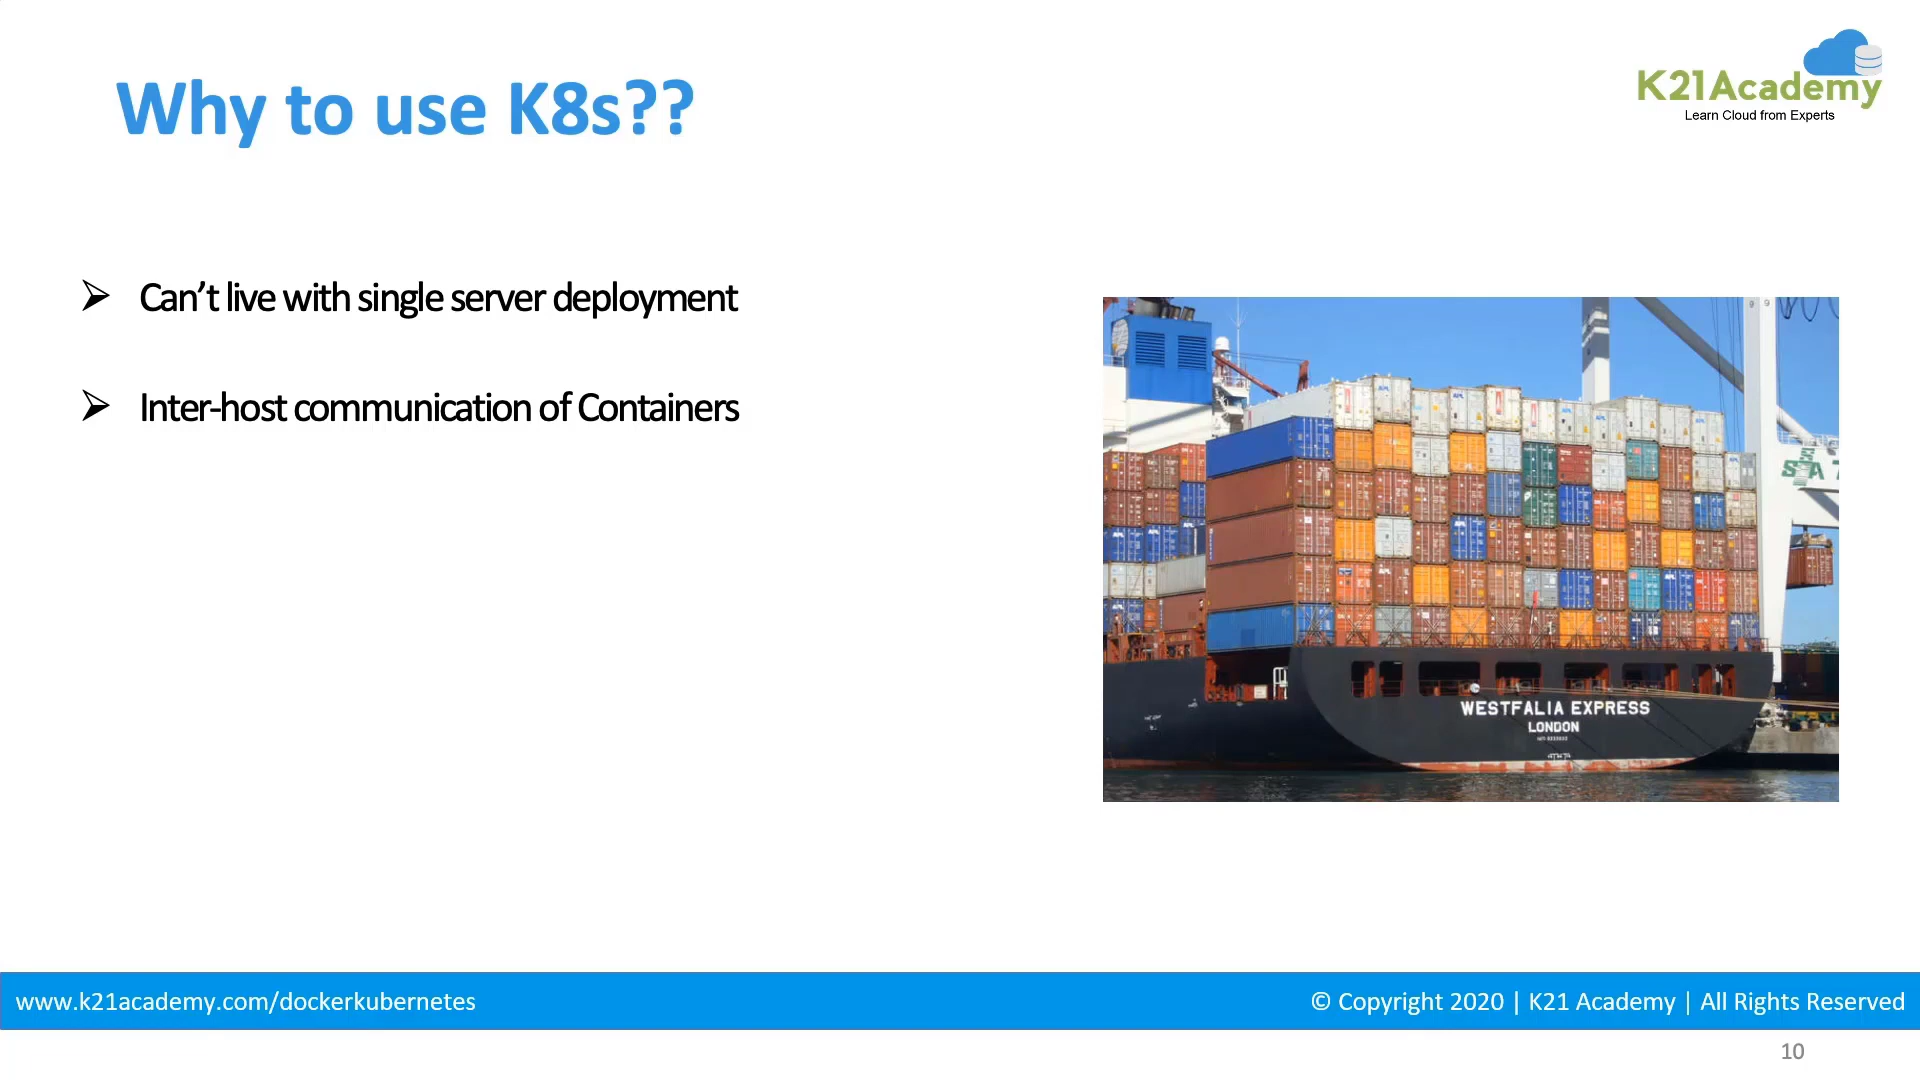 Why to use K8s??
K21Academy
Learn Cloud from Experts
➢ Can’t live with single server deployment
➢ Inter-host communication of Containers
WESTFALIA EXPRESS
LONDON
www.k21academy.com/dockerkubernetes
© Copyright 2020 | K21 Academy | All Rights Reserved
10